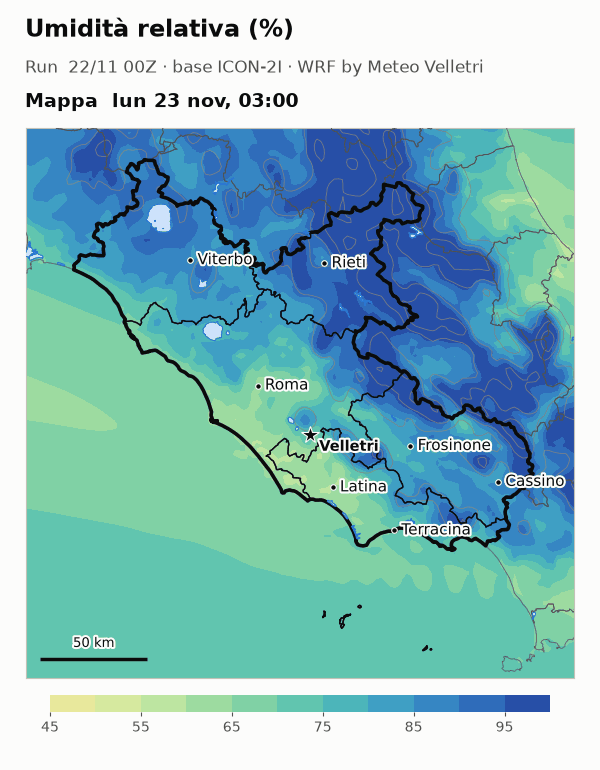 Umidità relativa (%)
Run 22/11 00Z · base ICON-2I · WRF by Meteo Velletri
Mappa lun 23 nov, 03:00
Viterbo
Rieti
Roma
Velletri
Frosinone
Latina
Cassino
Terracina
50 km
45 55 65 75 85 95